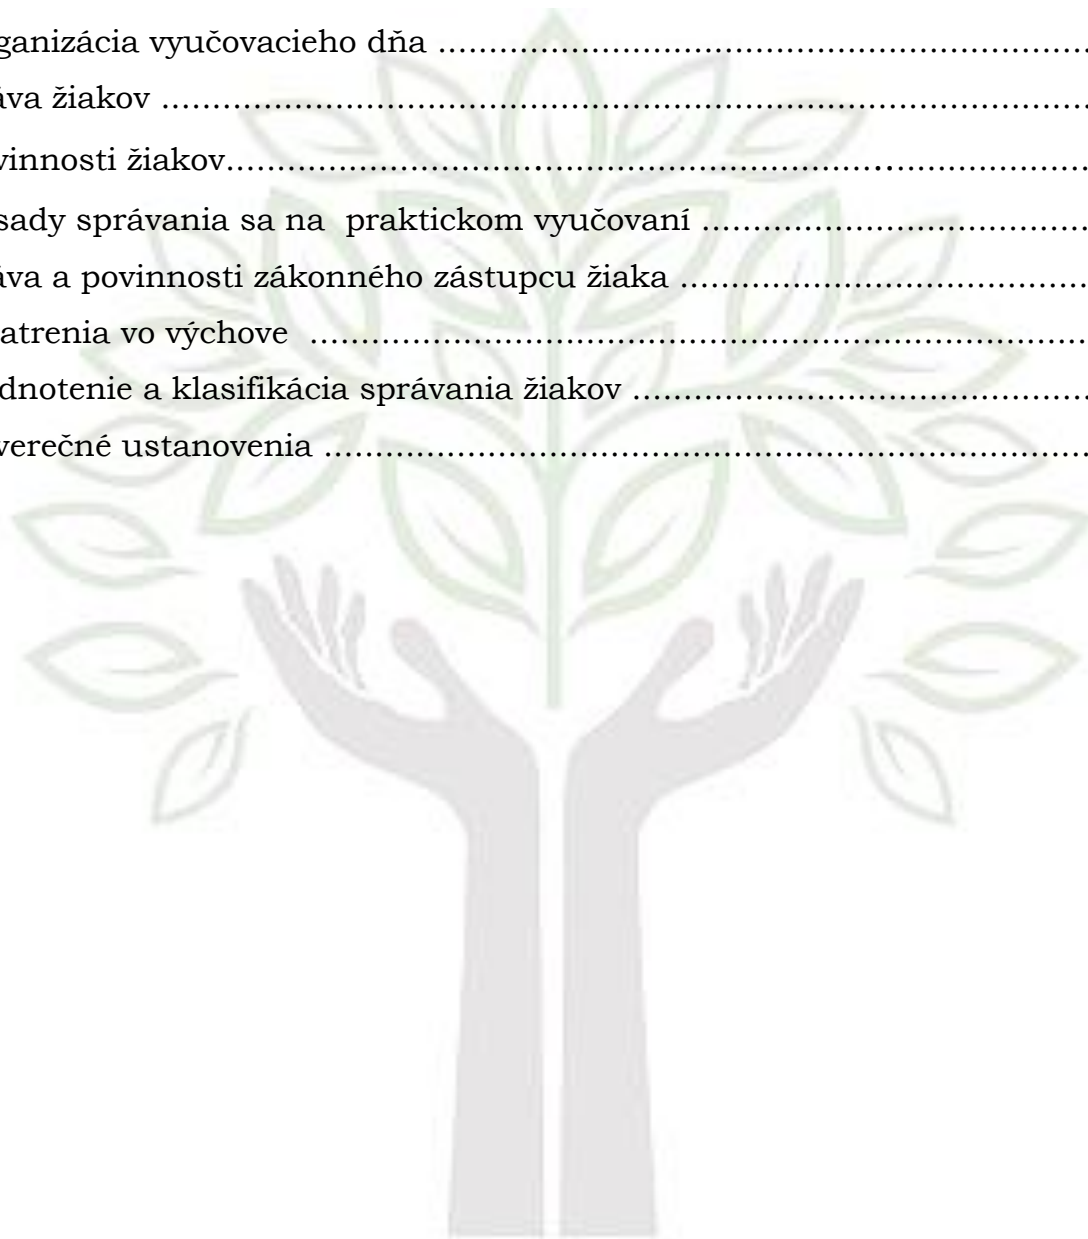 ganizácia vyučovacieho dňa ........................................................................
áva žiakov ........................................................................................................
vinnosti žiakov................................................................................................
sady správania sa na praktickom vyučovaní ..........................................
áva a povinnosti zákonného zástupcu žiaka ............................................
atrenia vo výchove ........................................................................................
dnotenie a klasifikácia správania žiakov .................................................
verečné ustanovenia ......................................................................................